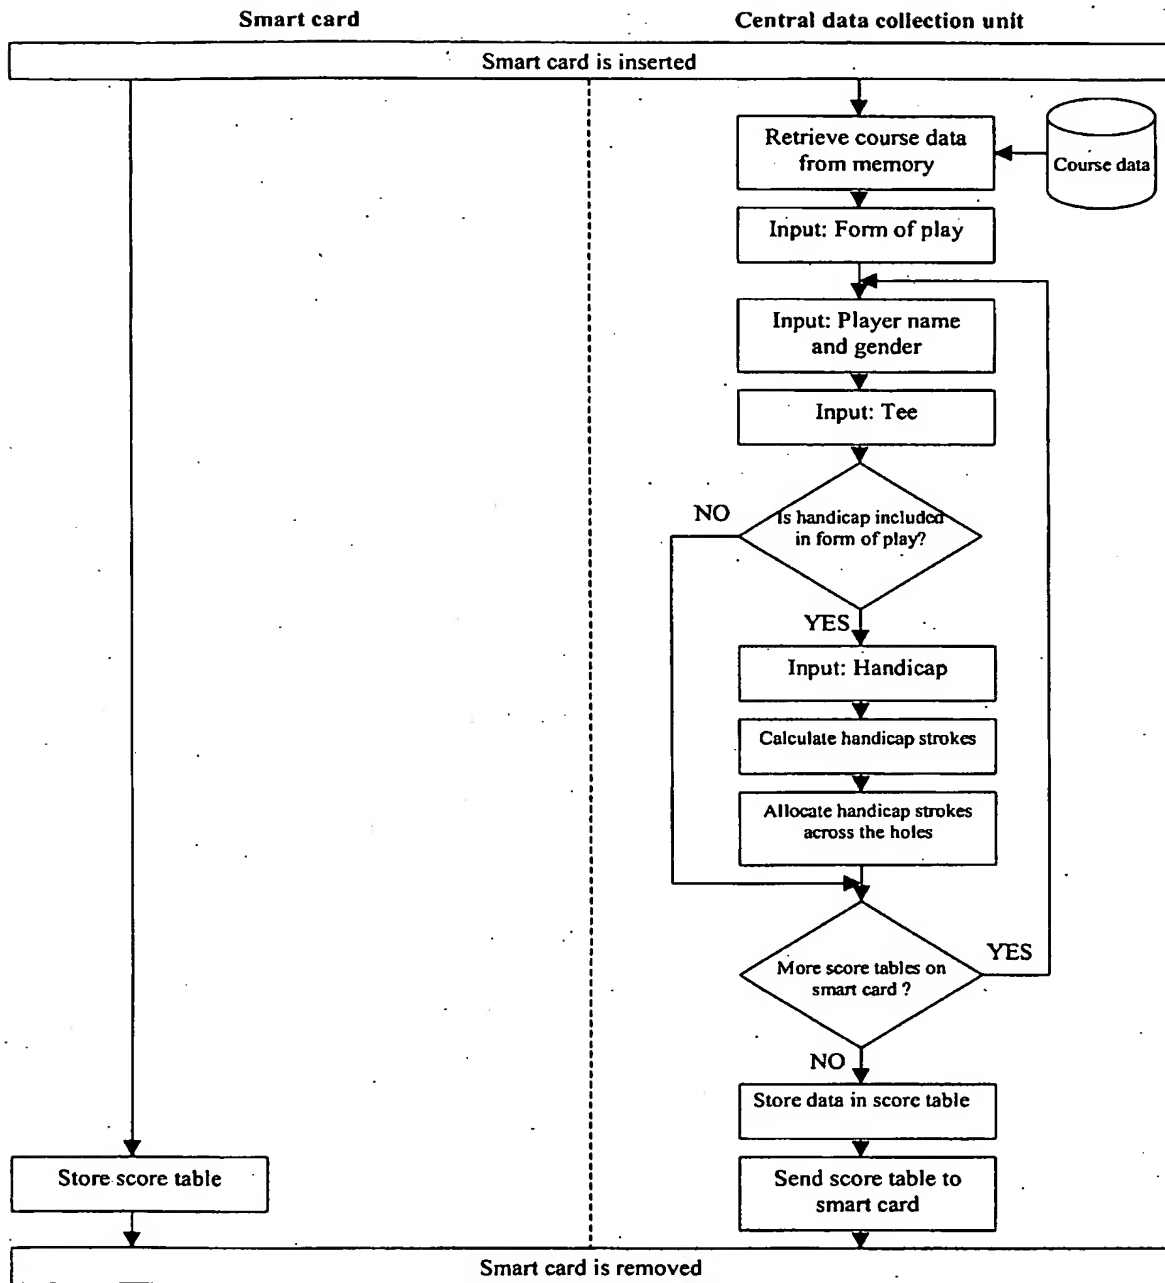 Smart card
Central data collection unit
Smart card is inserted
Retrieve course data
from memory
Course data
Input: Form of play
Input: Player name
and gender
Input: Tee
NO
Is handicap included
in form of play?
YES
Input: Handicap
Calculate handicap strokes
Allocate handicap strokes
across the holes
YES
More score tables on
smart card ?
NO
Store data in score table
Store score table
Send score table to
smart card
Smart card is removed